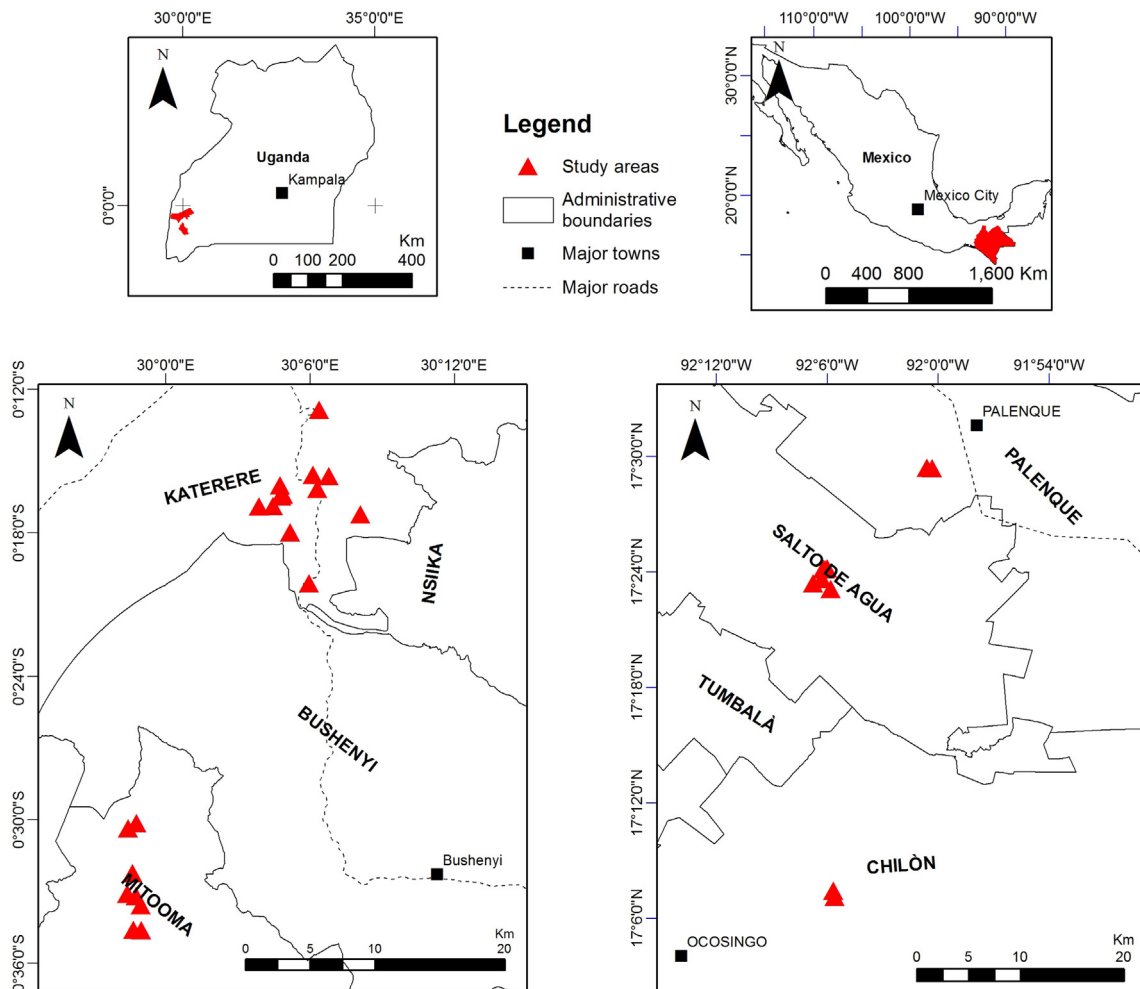 30°0'0"E 35°0'0"E
N
Uganda
Kampala
0°0'0"
Km
0 100 200 400
Legend
Study areas
Administrative
boundaries
Major towns
Major roads
110°0'0"W 100°0'0"W 90°0'0"W
30°0'0"N
N
Mexico
20°0'0"N
Mexico City
0 400 800 1,600 Km
30°0'0"E 30°6'0"E 30°12'0"E
0°12'0"S
N
KATERERE
0°18'0"S
NSIIKA
0°24'0"S
BUSHENYI
0°30'0"S
Bushenyi
MITOOMA
Km
0 5 10 20
0°36'0"S
92°12'0"W 92°6'0"W 92°0'0"W 91°54'0"W
N
PALENQUE
17°30'0"N
PALENQUE
SALTO DE AGUA
17°24'0"N
17°18'0"N
TUMBALÀ
17°12'0"N
CHILÒN
17°6'0"N
OCOSINGO
Km
0 5 10 20